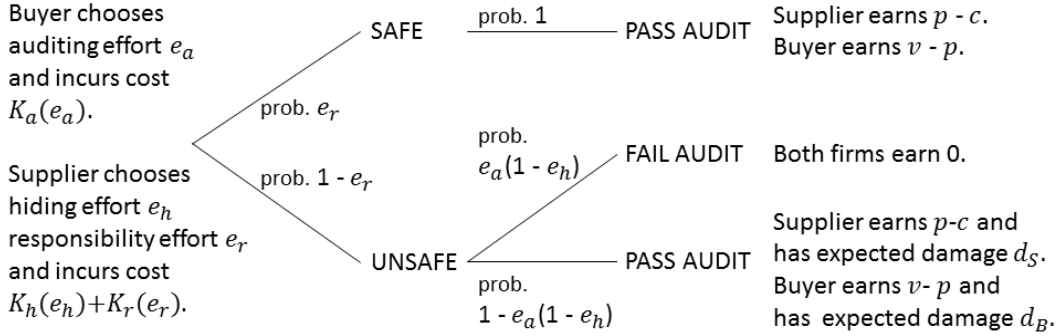 Buyer chooses
auditing effort e_a
and incurs cost
K_a(e_a).
Supplier chooses
hiding effort e_h
responsibility effort e_r
and incurs cost
K_h(e_h)+K_r(e_r).
prob. e_r
prob. 1 - e_r
SAFE
prob. 1
PASS AUDIT
Supplier earns p - c.
Buyer earns v - p.
UNSAFE
prob.
e_a(1 - e_h)
FAIL AUDIT
Both firms earn 0.
prob.
1 - e_a(1 - e_h)
PASS AUDIT
Supplier earns p-c and
has expected damage d_S.
Buyer earns v- p and
has expected damage d_B.